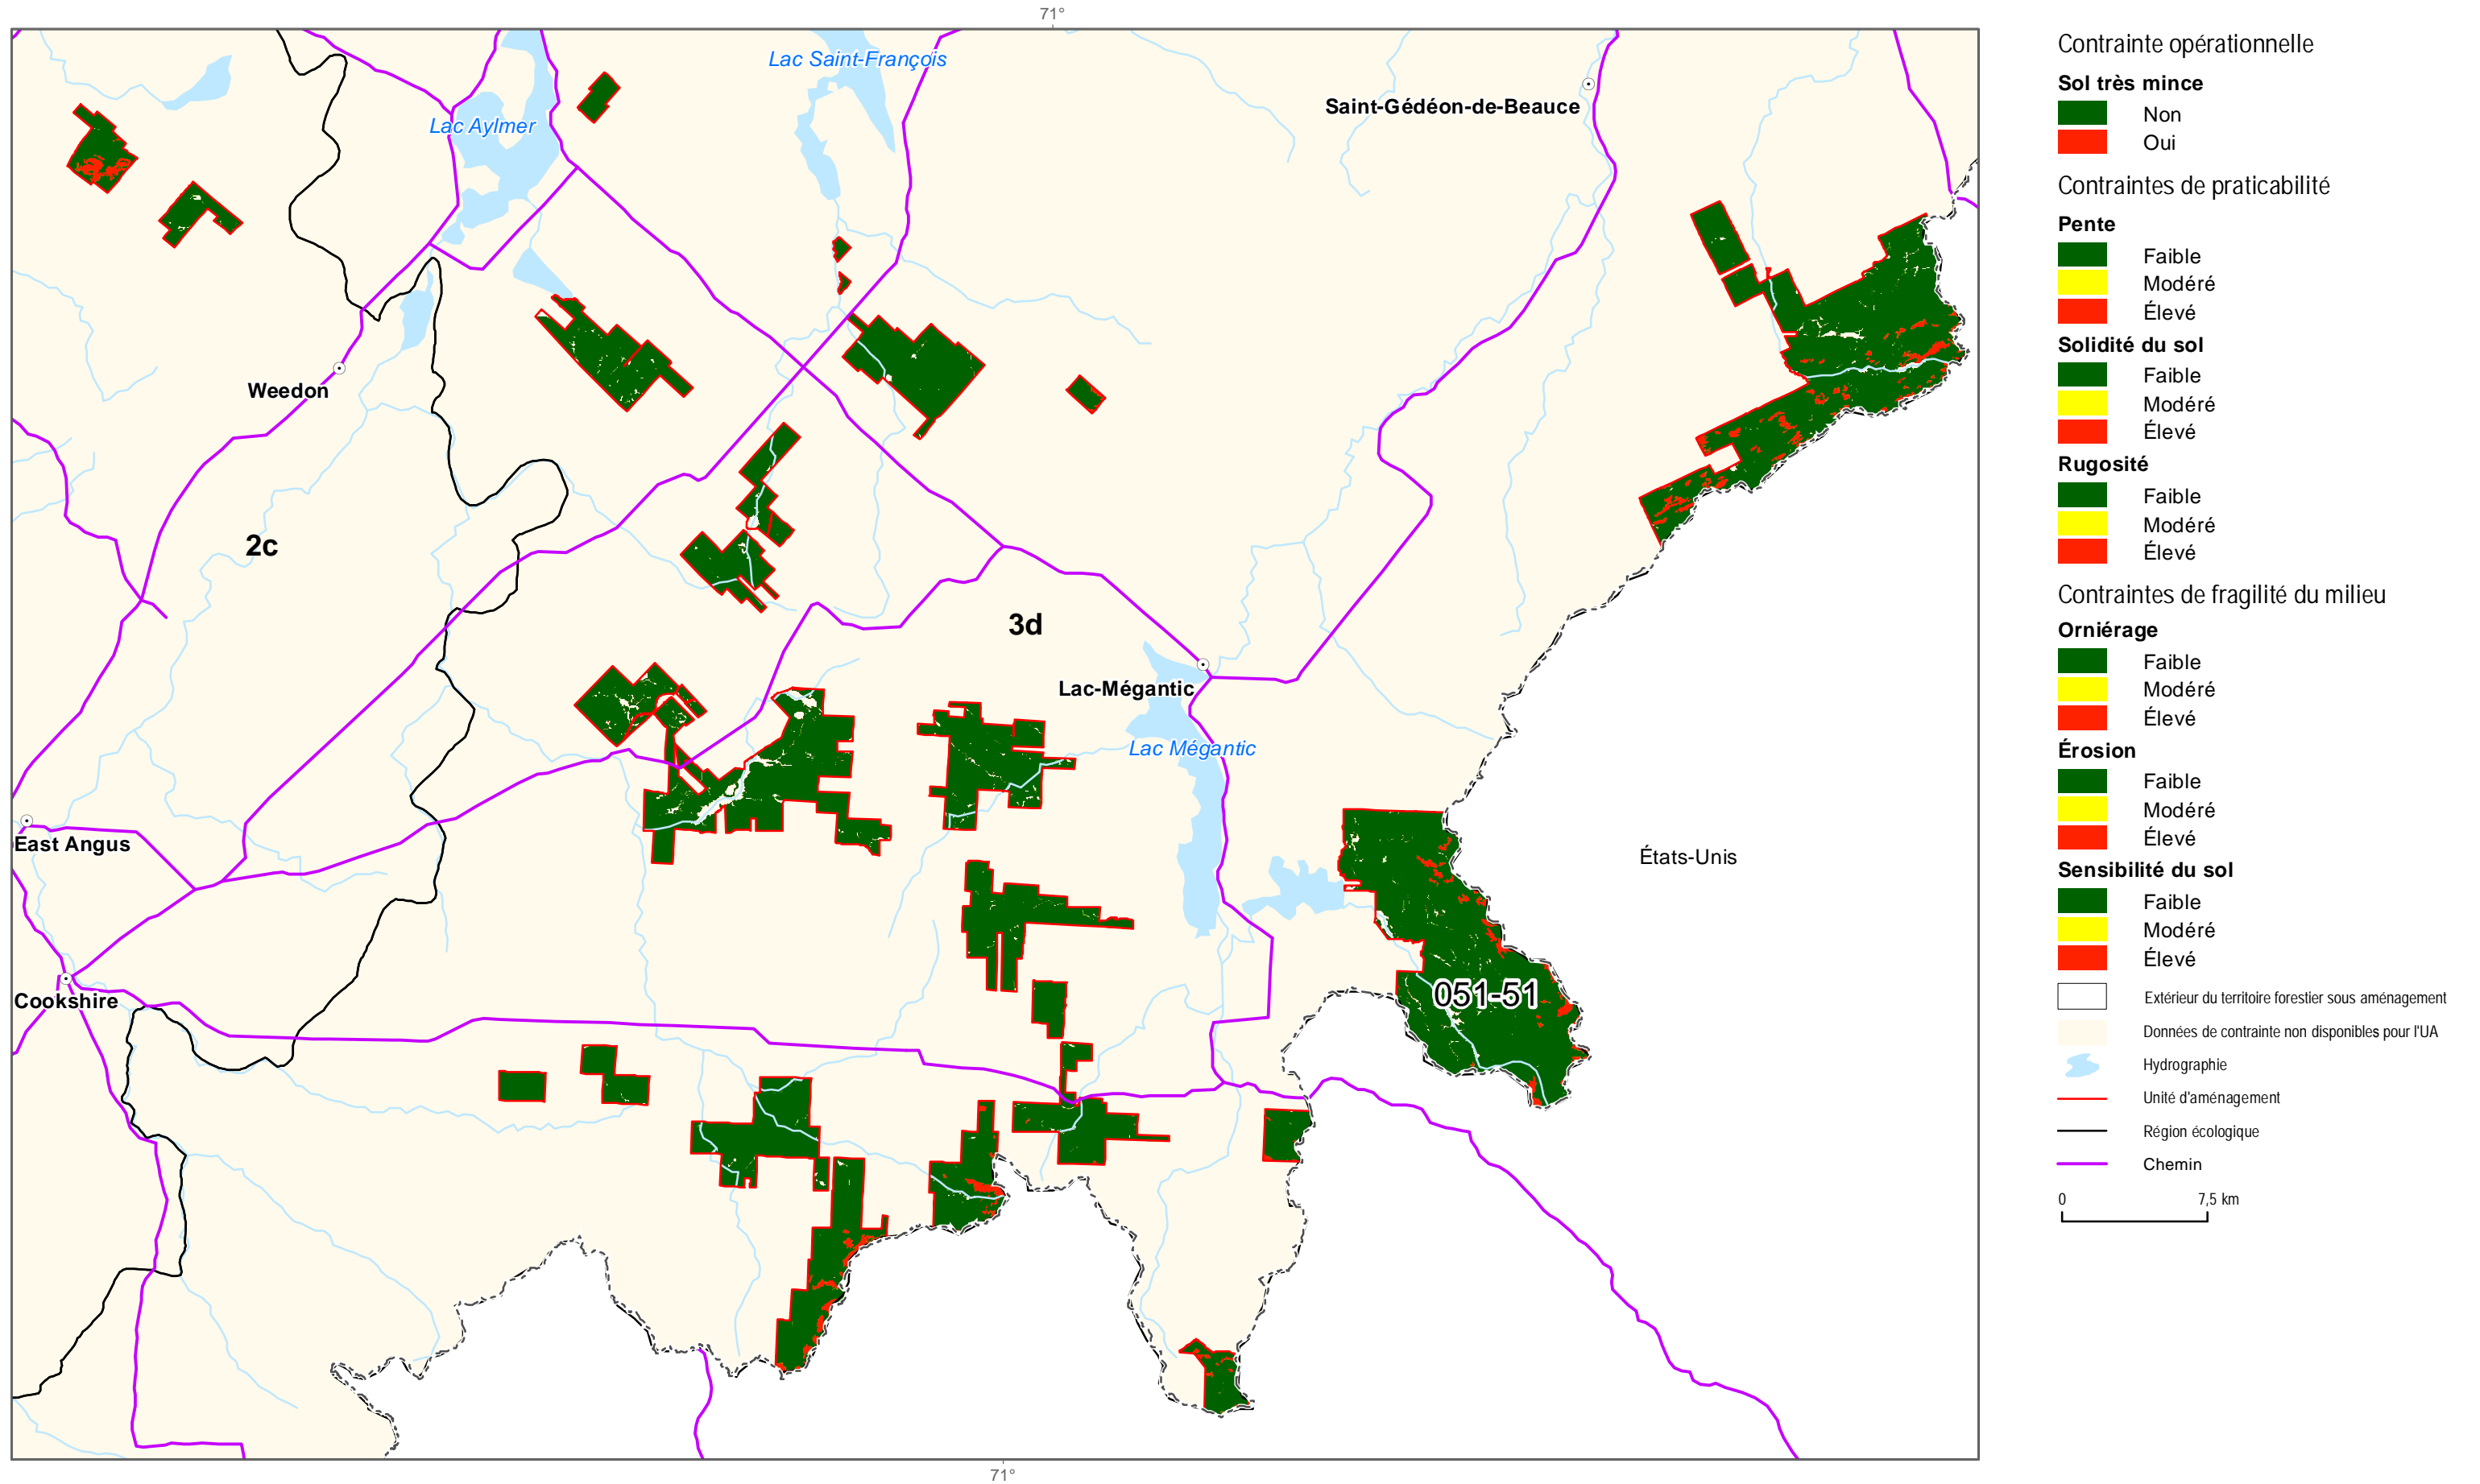 71°
Lac Saint-François
Lac Aylmer
Saint-Gédéon-de-Beauce
Weedon
2c
3d
Lac-Mégantic
Lac Mégantic
East Angus
États-Unis
051-51
Cookshire
71°
Contrainte opérationnelle
Sol très mince
Non
Oui
Contraintes de praticabilité
Pente
Faible
Modéré
Élevé
Solidité du sol
Faible
Modéré
Élevé
Rugosité
Faible
Modéré
Élevé
Contraintes de fragilité du milieu
Orniérage
Faible
Modéré
Élevé
Érosion
Faible
Modéré
Élevé
Sensibilité du sol
Faible
Modéré
Élevé
Extérieur du territoire forestier sous aménagement
Données de contrainte non disponibles pour l'UA
Hydrographie
Unité d'aménagement
Région écologique
Chemin
0 7,5 km